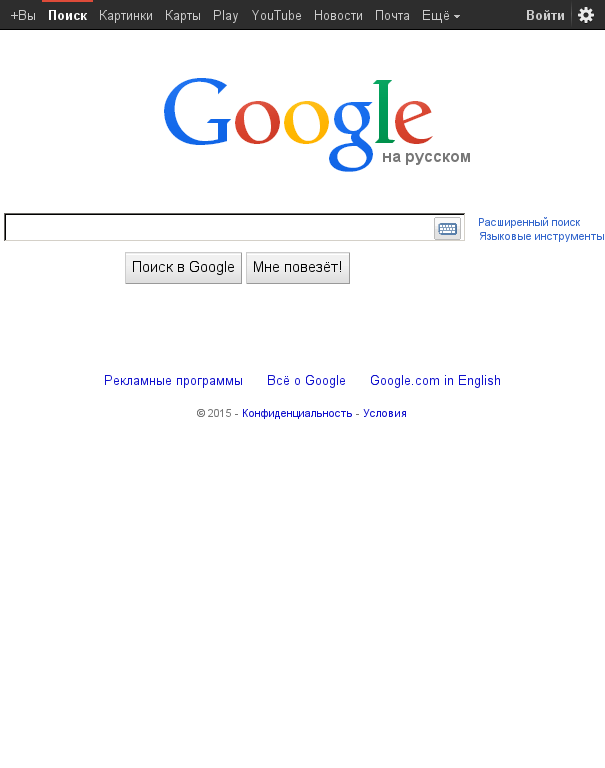 +Вы Поиск Картинки Карты Play YouTube Новости Почта Ещё Войти
Google
на русском
Расширенный поиск
Языковые инструменты
Поиск в Google Мне повезёт!
Рекламные программы Всё о Google Google.com in English
© 2015 - Конфиденциальность - Условия